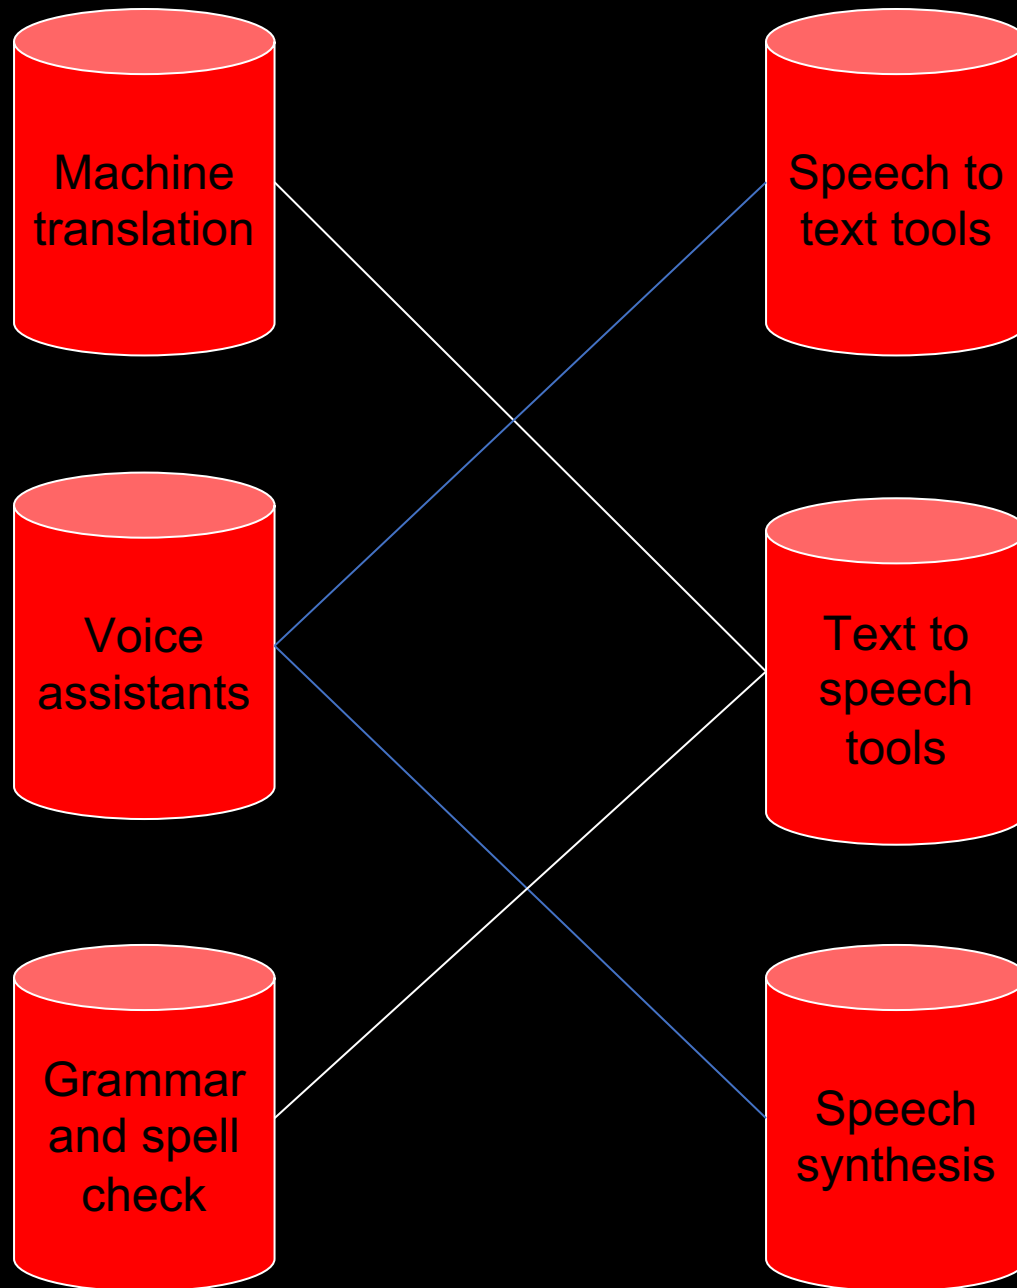 Machine
translation
Speech to
text tools
Voice
assistants
Text to
speech
tools
Grammar
and spell
check
Speech
synthesis